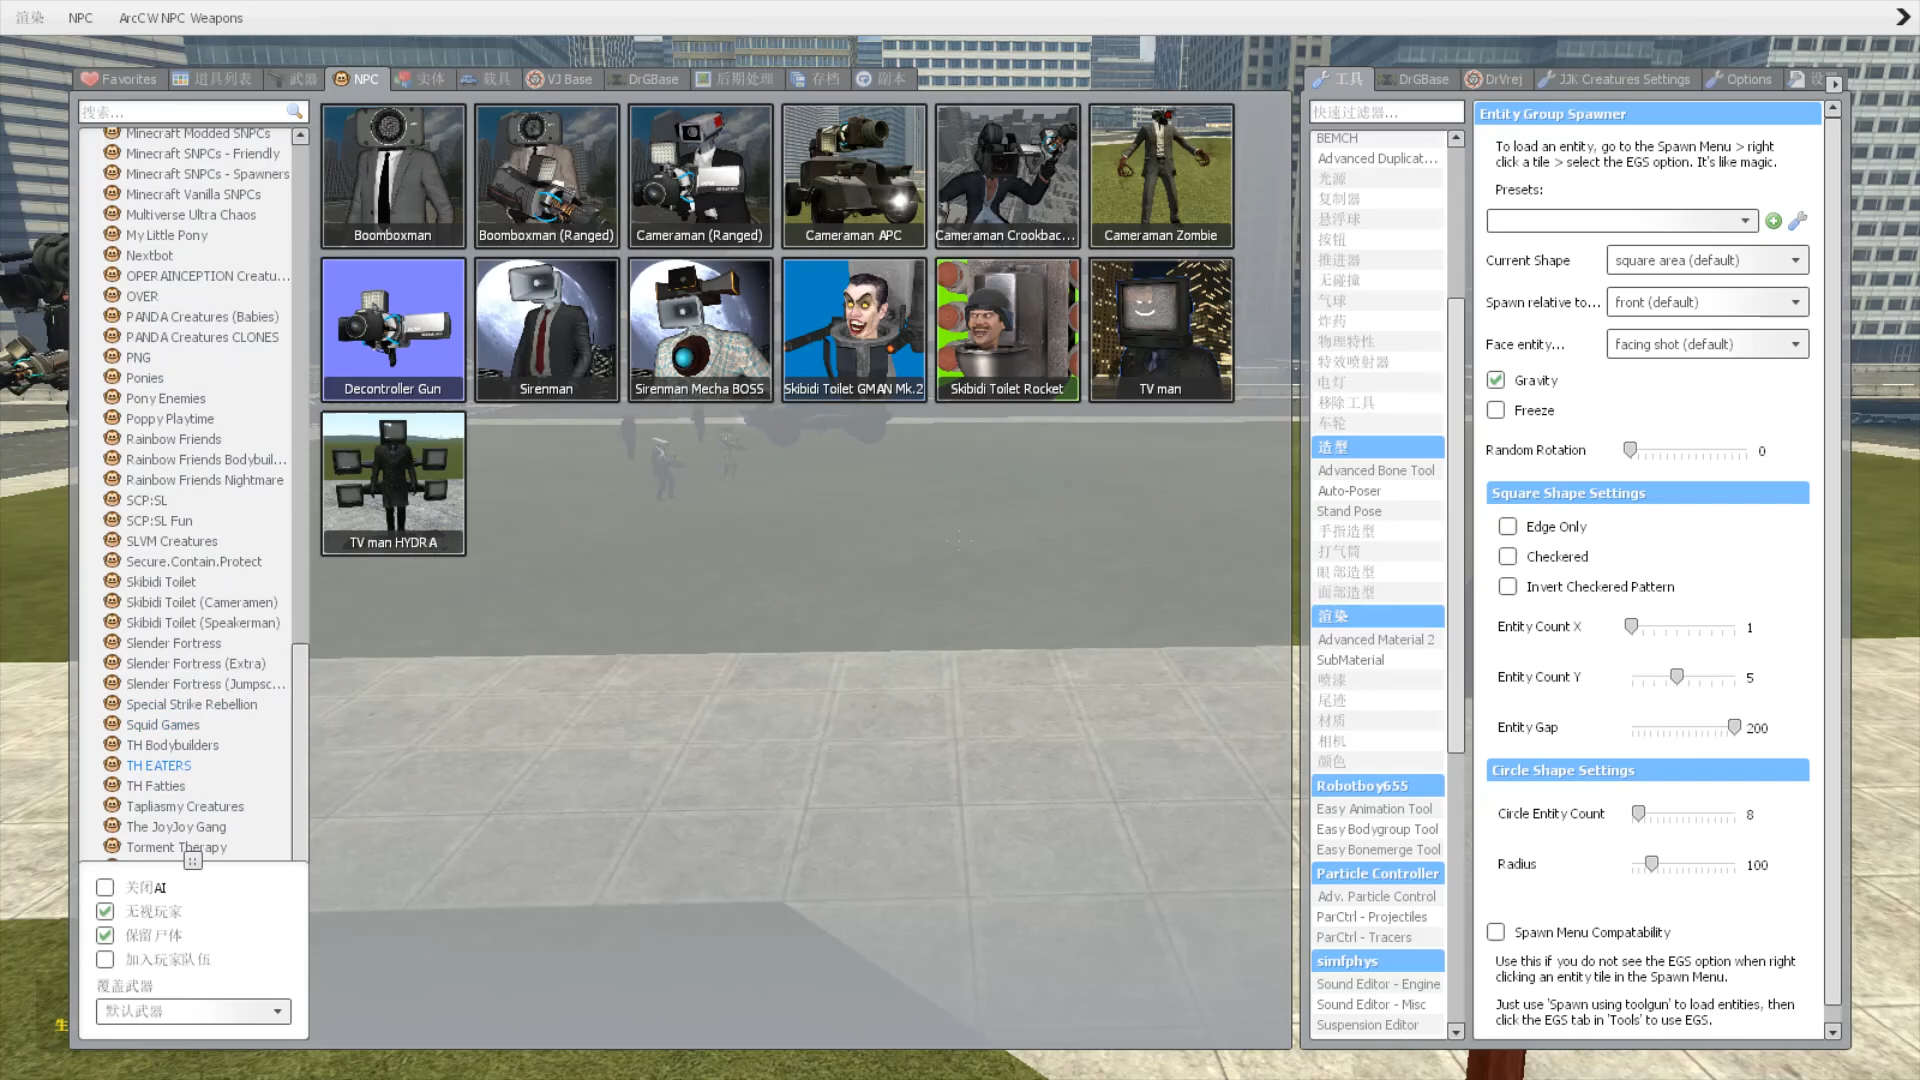 渲染 NPC ArcCW NPC Weapons
Favorites 道具列表 武器 NPC 实体 载具 VJ Base DrGBase 后期处理 存档 副本
搜索...
Minecraft Modded SNPCs
Minecraft SNPCs - Friendly
Minecraft SNPCs - Spawners
Minecraft Vanilla SNPCs
Multiverse Ultra Chaos
My Little Pony
Nextbot
OPER AINCEPTION Creatu...
OVER
PANDA Creatures (Babies)
PANDA Creatures CLONES
PNG
Ponies
Pony Enemies
Poppy Playtime
Rainbow Friends
Rainbow Friends Bodybuil...
Rainbow Friends Nightmare
SCP:SL
SCP:SL Fun
SLVM Creatures
Secure.Contain.Protect
Skibidi Toilet
Skibidi Toilet (Cameramen)
Skibidi Toilet (Speakerman)
Slender Fortress
Slender Fortress (Extra)
Slender Fortress (Jumpsc...
Special Strike Rebellion
Squid Games
TH Bodybuilders
TH EATERS
TH Fatties
Tapliasmy Creatures
The JoyJoy Gang
Torment Therapy
关闭AI
无视玩家
保留尸体
加入玩家队伍
覆盖武器
默认武器
Boomboxman
Boomboxman (Ranged)
Cameraman (Ranged)
Cameraman APC
Cameraman Crookbac...
Cameraman Zombie
Decontroller Gun
Sirenman
Sirenman Mecha BOSS
Skibidi Toilet GMAN Mk.2
Skibidi Toilet Rocket
TV man
TV man HYDRA
工具 DrGBase DrVrej JJK Creatures Settings Options 设
快速过滤器...
BEMCH
Advanced Duplicat...
光源
复制器
悬浮球
按钮
推进器
无碰撞
气球
炸药
物理特性
特效喷射器
电灯
移除工具
车轮
造型
Advanced Bone Tool
Auto-Poser
Stand Pose
手指造型
打气筒
眼部造型
面部造型
渲染
Advanced Material 2
SubMaterial
喷漆
尾迹
材质
相机
颜色
Robotboy655
Easy Animation Tool
Easy Bodygroup Tool
Easy Bonemerge Tool
Particle Controller
Adv. Particle Control
ParCtrl - Projectiles
ParCtrl - Tracers
simfphys
Sound Editor - Engine
Sound Editor - Misc
Suspension Editor
Entity Group Spawner
To load an entity, go to the Spawn Menu > right
click a tile > select the EGS option. It's like magic.
Presets:
Current Shape square area (default)
Spawn relative to... front (default)
Face entity... facing shot (default)
Gravity
Freeze
Random Rotation 0
Square Shape Settings
Edge Only
Checkered
Invert Checkered Pattern
Entity Count X 1
Entity Count Y 5
Entity Gap 200
Circle Shape Settings
Circle Entity Count 8
Radius 100
Spawn Menu Compatability
Use this if you do not see the EGS option when right
clicking an entity tile in the Spawn Menu.
Just use 'Spawn using toolgun' to load entities, then
click the EGS tab in 'Tools' to use EGS.
生